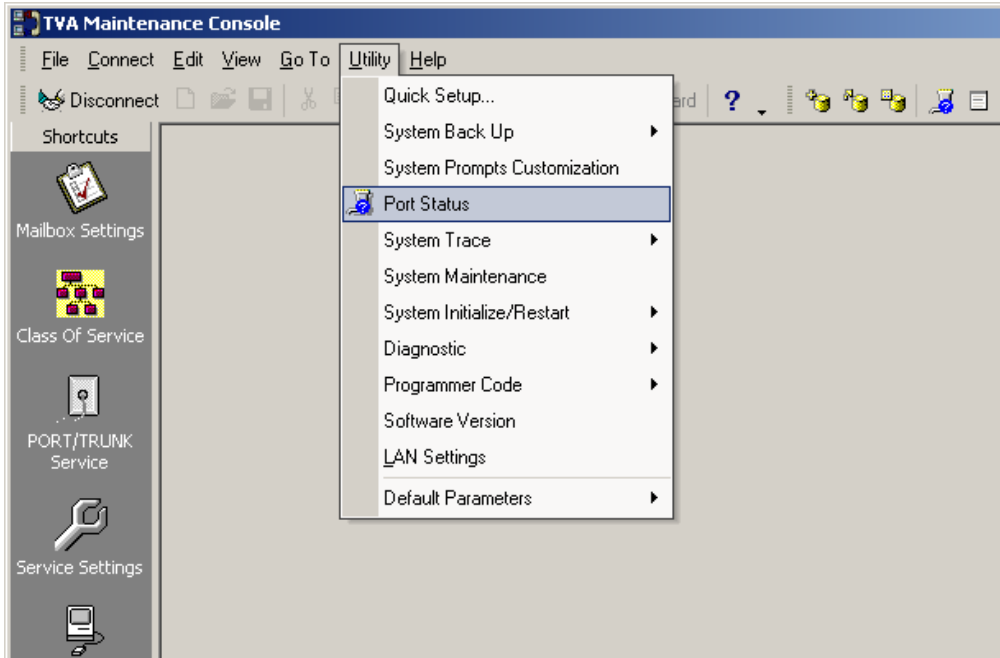 TVA Maintenance Console
File Connect Edit View Go To Utility Help
Disconnect
?
Shortcuts
Mailbox Settings
Class Of Service
PORT/TRUNK
Service
Service Settings
Quick Setup...
System Back Up
System Prompts Customization
Port Status
System Trace
System Maintenance
System Initialize/Restart
Diagnostic
Programmer Code
Software Version
LAN Settings
Default Parameters